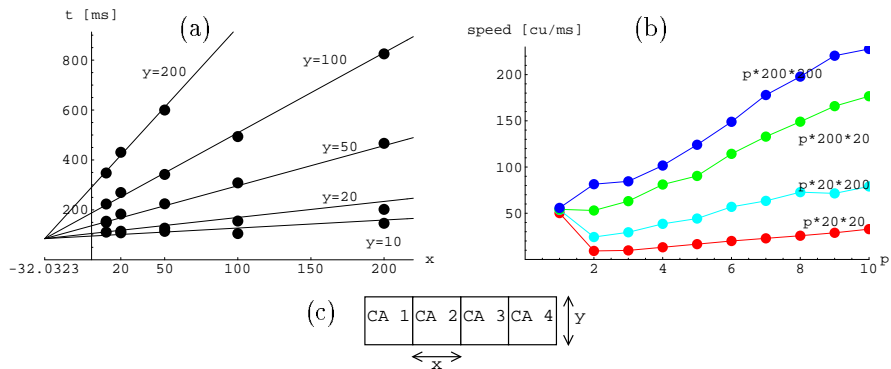 t [ms]
(a)
800
600
400
200
y=200
y=100
y=50
y=20
y=10
-32.0323
20
50
100
150
200
x
speed [cu/ms]
(b)
200
150
100
50
p*200*200
p*200*20
p*20*200
p*20*20
2
4
6
8
10
p
(c)
CA 1
CA 2
CA 3
CA 4
y
x